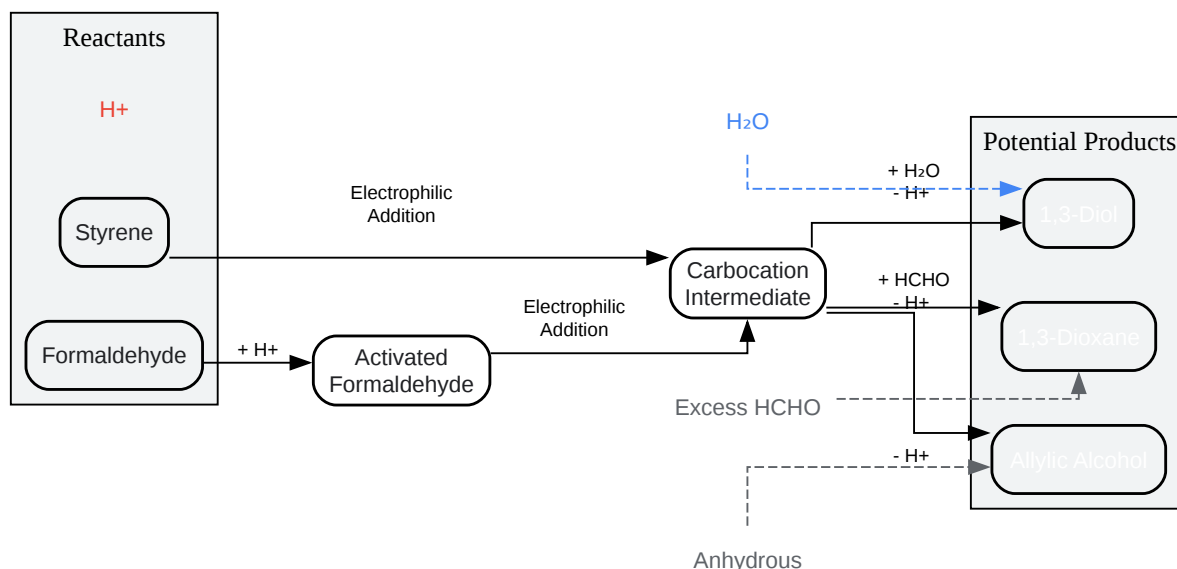 Reactants
H+
Styrene
Formaldehyde
+ H+
Activated
Formaldehyde
Electrophilic
Addition
Electrophilic
Addition
Carbocation
Intermediate
H₂O
+ H₂O
- H+
+ HCHO
- H+
Excess HCHO
- H+
Anhydrous
Potential Products
1,3-Diol
1,3-Dioxane
Allylic Alcohol